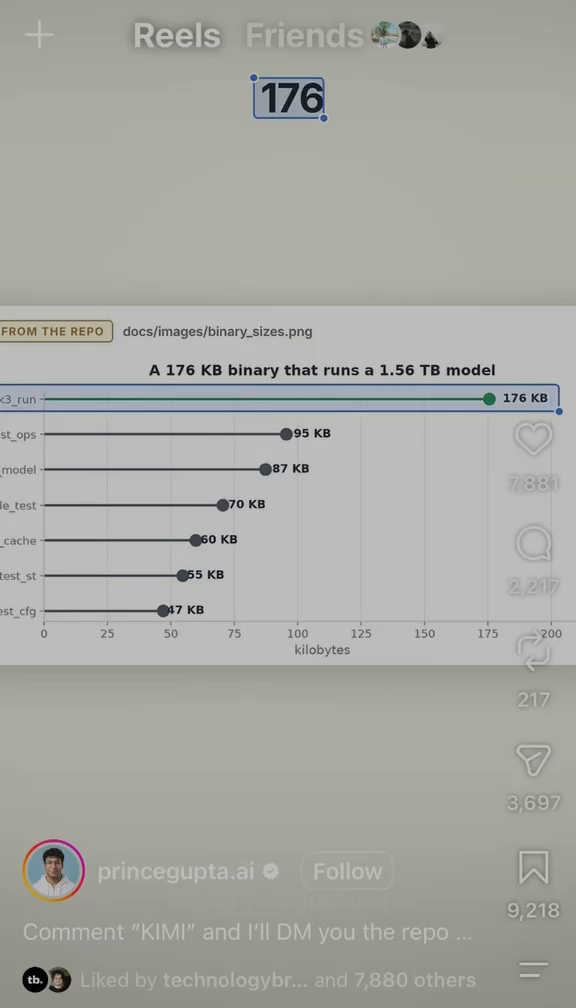 Reels Friends
176
FROM THE REPO docs/images/binary_sizes.png
A 176 KB binary that runs a 1.56 TB model
k3_run 176 KB
st_ops 95 KB
_model 87 KB
le_test 70 KB
_cache 60 KB
test_st 55 KB
est_cfg 47 KB
0 25 50 75 100 125 150 175 200
kilobytes
7,881
2,217
217
3,697
9,218
princegupta.ai Follow
Comment “KIMI” and I’ll DM you the repo ...
tb. Liked by technologybr... and 7,880 others